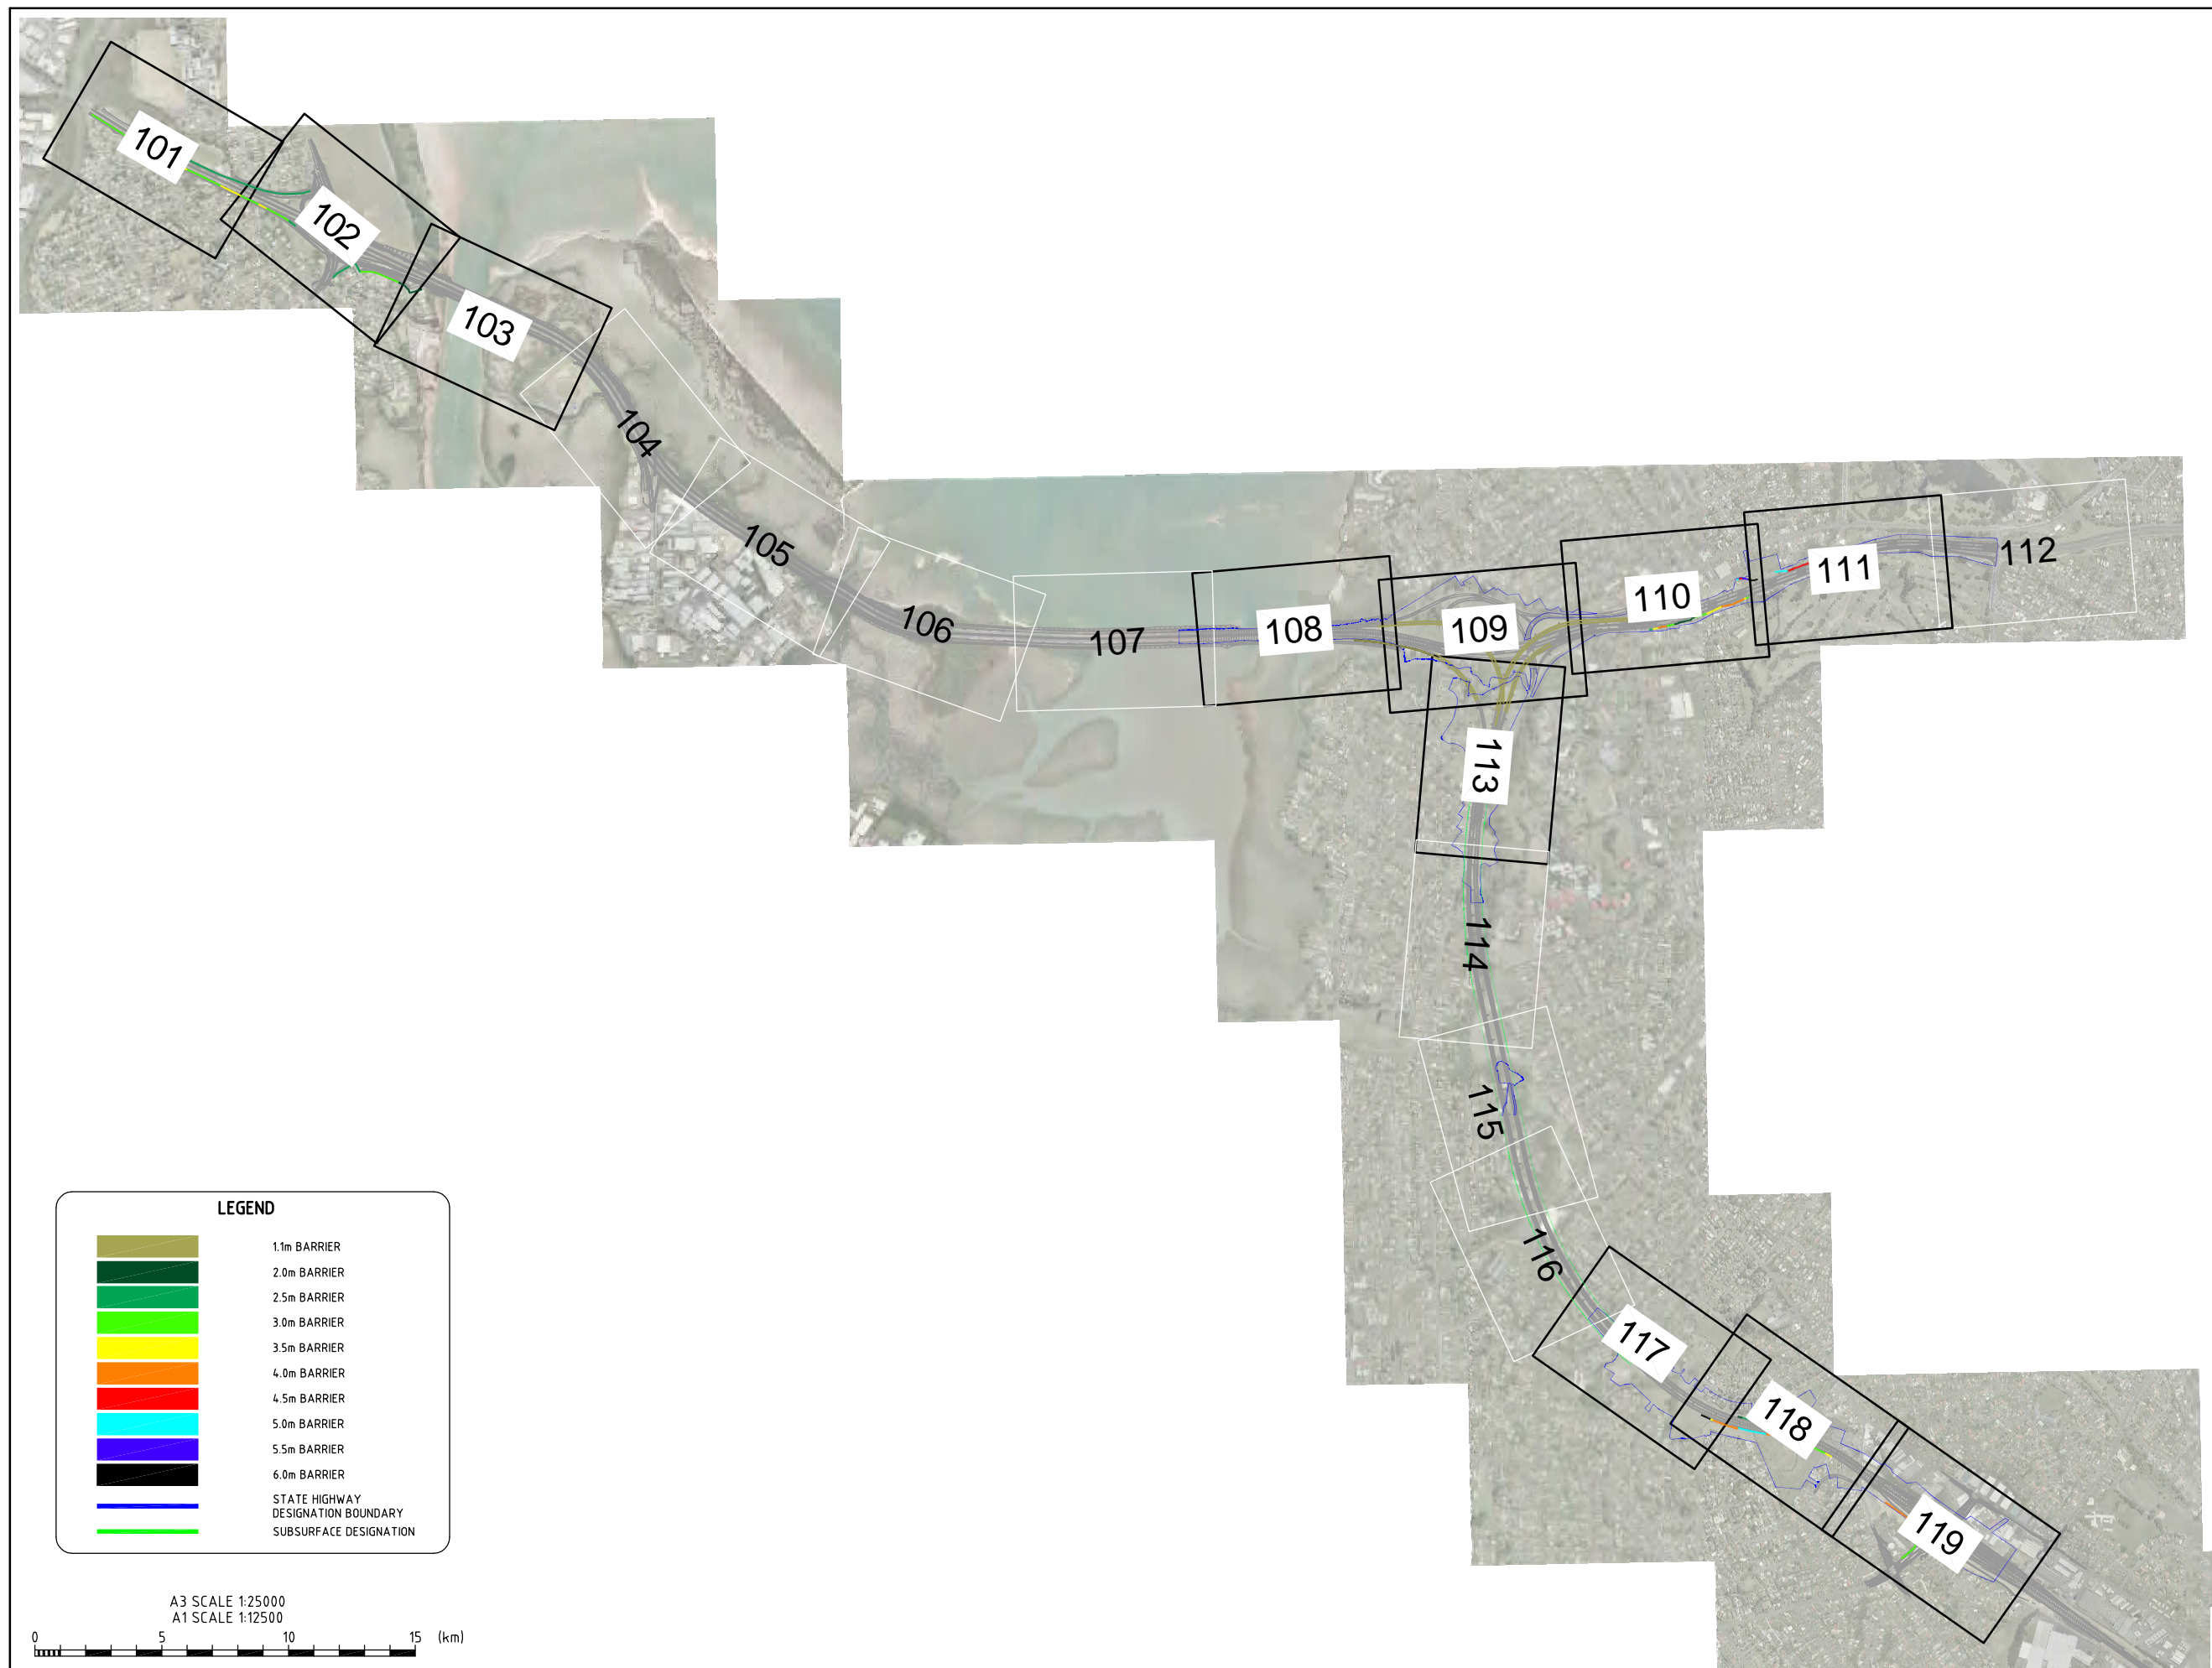 101
102
103
104
105
106
107
108
109
110
111
112
113
114
115
116
117
118
119
LEGEND
1.1m BARRIER
2.0m BARRIER
2.5m BARRIER
3.0m BARRIER
3.5m BARRIER
4.0m BARRIER
4.5m BARRIER
5.0m BARRIER
5.5m BARRIER
6.0m BARRIER
STATE HIGHWAY
DESIGNATION BOUNDARY
SUBSURFACE DESIGNATION
A3 SCALE 1:25000
A1 SCALE 1:12500
0 5 10 15 (km)